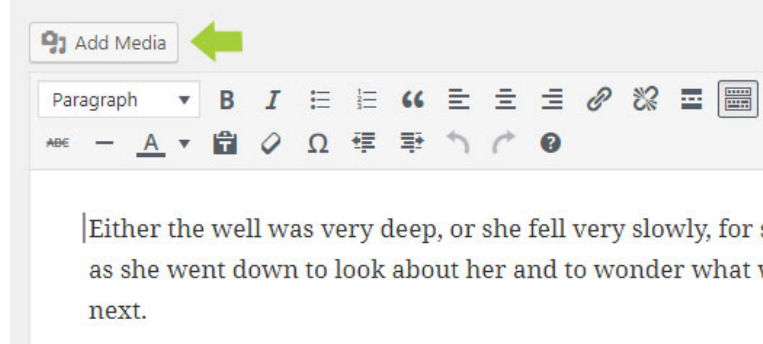 Add Media
Paragraph B I
ABC A
Either the well was very deep, or she fell very slowly, for
as she went down to look about her and to wonder what
next.